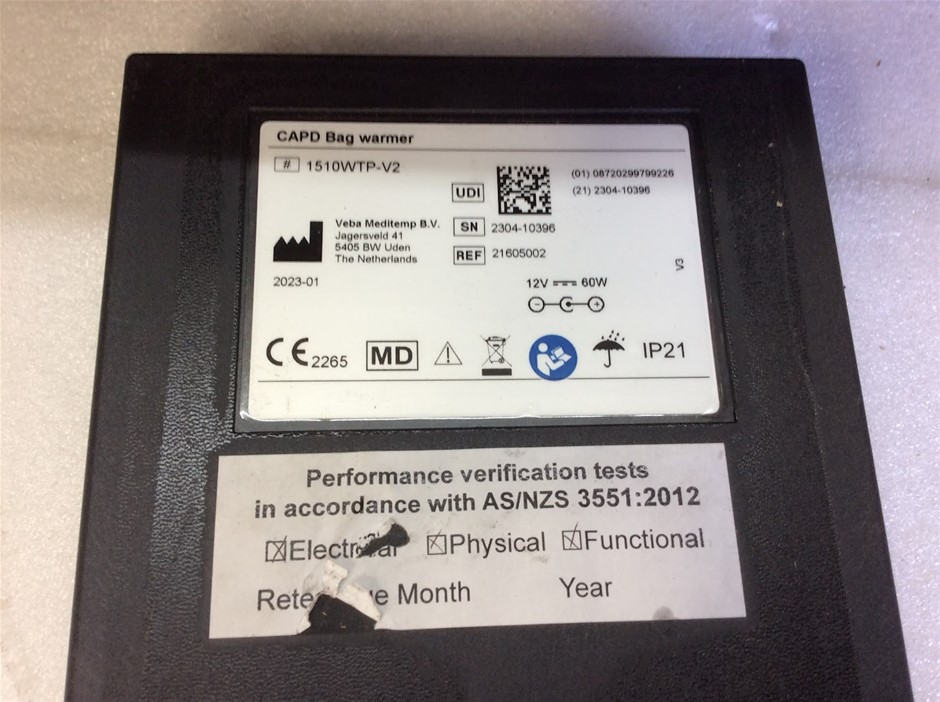 CAPD Bag warmer
# 1510WTP-V2
UDI
(01) 08720299799226
(21) 2304-10396
Veba Meditemp B.V.
Jagersveld 41
5405 BW Uden
The Netherlands
SN 2304-10396
REF 21605002
V3
2023-01
12V 60W
CE 2265 MD IP21
Performance verification tests
in accordance with AS/NZS 3551:2012
Physical Functional
Month Year